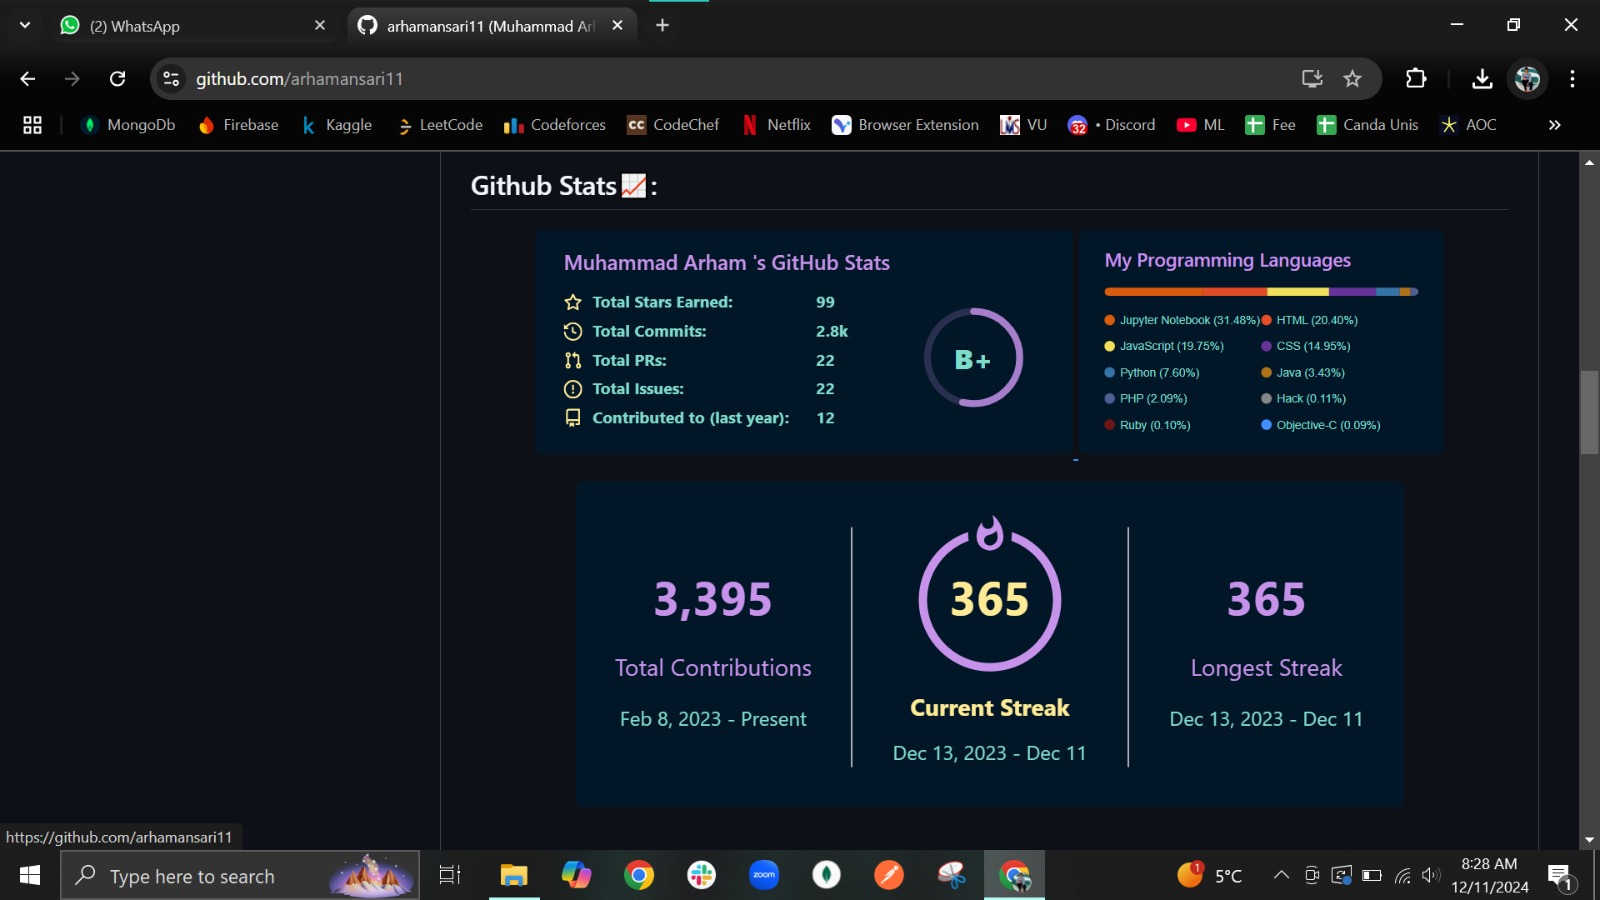 (2) WhatsApp
arhamansari11 (Muhammad Ar
github.com/arhamansari11
MongoDb
Firebase
Kaggle
LeetCode
Codeforces
CC CodeChef
Netflix
Browser Extension
VU
32 • Discord
ML
Fee
Canda Unis
AOC
Github Stats📈:
Muhammad Arham 's GitHub Stats
Total Stars Earned: 99
Total Commits: 2.8k
Total PRs: 22
Total Issues: 22
Contributed to (last year): 12
B+
My Programming Languages
Jupyter Notebook (31.48%) HTML (20.40%)
JavaScript (19.75%) CSS (14.95%)
Python (7.60%) Java (3.43%)
PHP (2.09%) Hack (0.11%)
Ruby (0.10%) Objective-C (0.09%)
3,395
Total Contributions
Feb 8, 2023 - Present
365
Current Streak
Dec 13, 2023 - Dec 11
365
Longest Streak
Dec 13, 2023 - Dec 11
https://github.com/arhamansari11
Type here to search
zoom
1
5°C
8:28 AM
12/11/2024
1